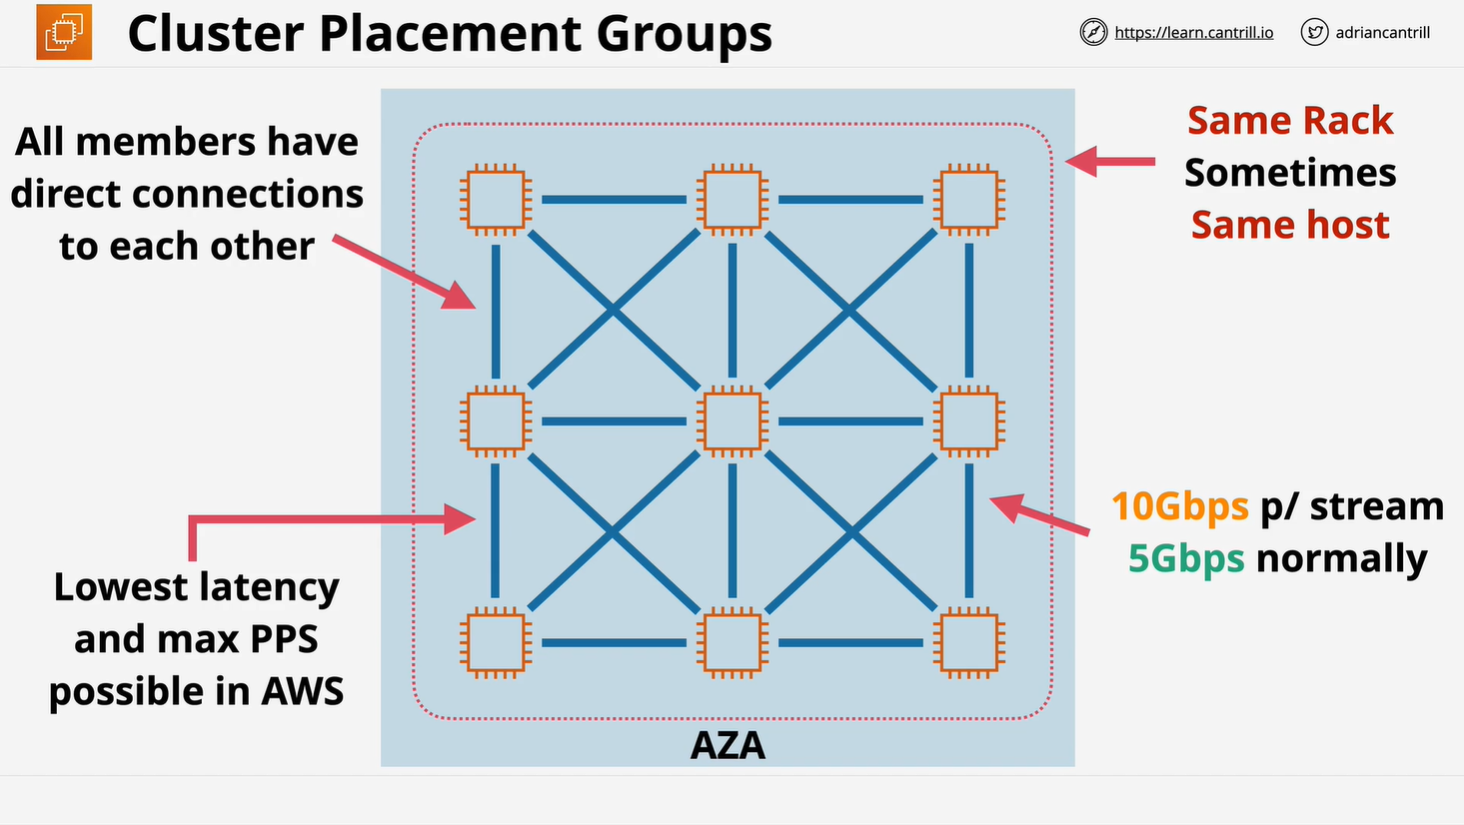 Cluster Placement Groups
https://learn.cantrill.io
adriancantrill
All members have
direct connections
to each other
Same Rack
Sometimes
Same host
10Gbps p/ stream
5Gbps normally
Lowest latency
and max PPS
possible in AWS
AZA